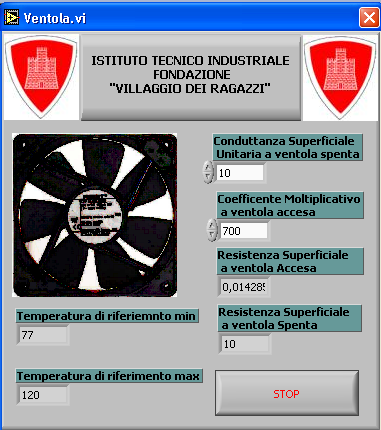 Ventola.vi
ISTITUTO TECNICO INDUSTRIALE
FONDAZIONE
"VILLAGGIO DEI RAGAZZI"
Conduttanza Superficiale
Unitaria a ventola spenta
10
Coefficente Moltiplicativo
a ventola accesa
700
Resistenza Superficiale
a ventola Accesa
0,01428
Resistenza Superficiale
a ventola Spenta
10
Temperatura di riferiemnto min
77
Temperatura di riferimento max
120
STOP